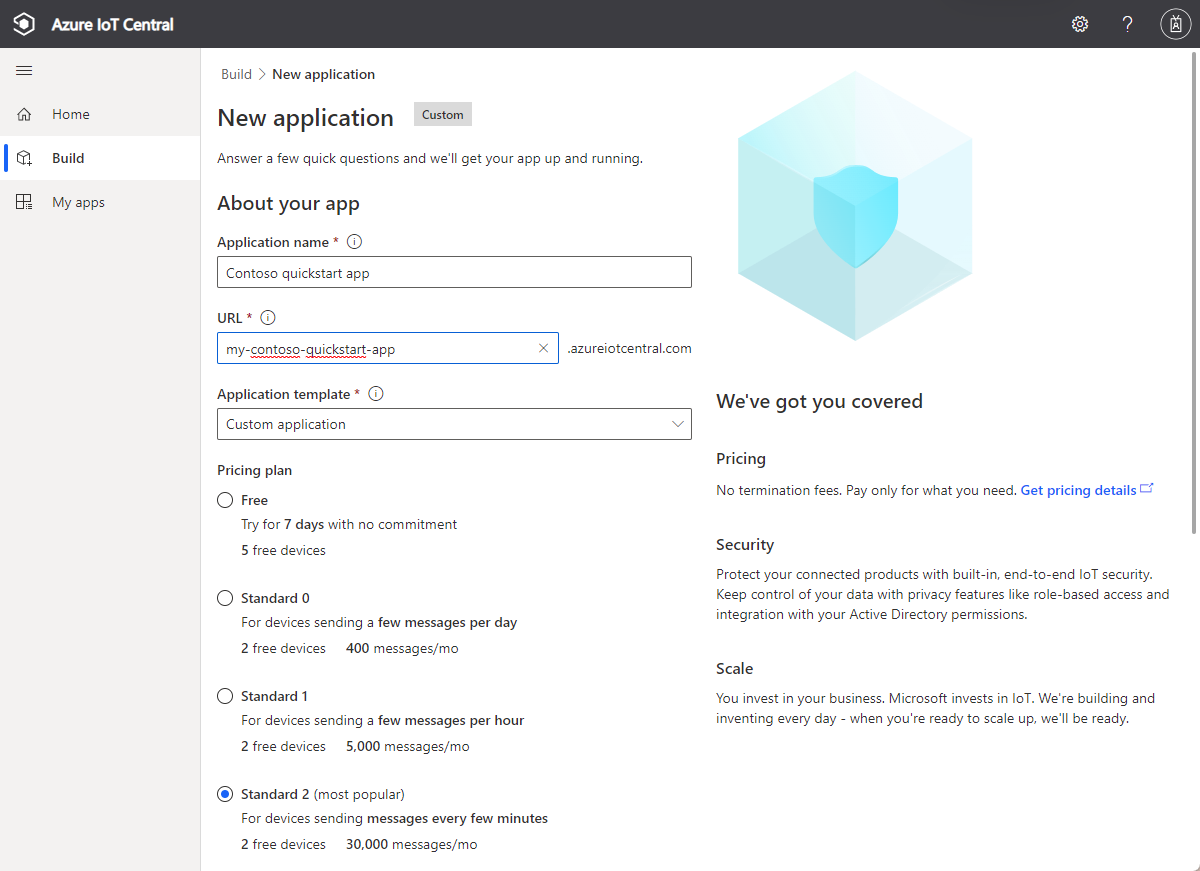 Azure IoT Central
?
Home
Build
My apps
Build > New application
New application Custom
Answer a few quick questions and we'll get your app up and running.
About your app
Application name * i
Contoso quickstart app
URL * i
my-contoso-quickstart-app
.azureiotcentral.com
Application template * i
Custom application
Pricing plan
Free
Try for 7 days with no commitment
5 free devices
Standard 0
For devices sending a few messages per day
2 free devices 400 messages/mo
Standard 1
For devices sending a few messages per hour
2 free devices 5,000 messages/mo
Standard 2 (most popular)
For devices sending messages every few minutes
2 free devices 30,000 messages/mo
We've got you covered
Pricing
No termination fees. Pay only for what you need. Get pricing details
Security
Protect your connected products with built-in, end-to-end IoT security.
Keep control of your data with privacy features like role-based access and
integration with your Active Directory permissions.
Scale
You invest in your business. Microsoft invests in IoT. We're building and
inventing every day - when you're ready to scale up, we'll be ready.